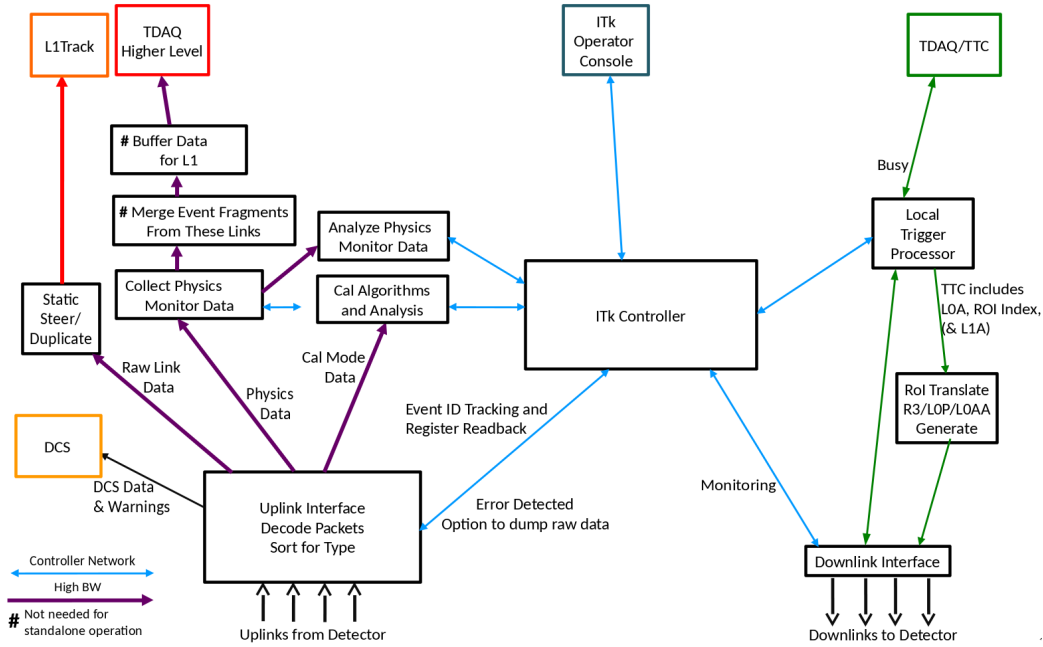 L1Track
TDAQ
Higher Level
ITk
Operator
Console
TDAQ/TTC
# Buffer Data
for L1
Busy
# Merge Event Fragments
From These Links
Analyze Physics
Monitor Data
Local
Trigger
Processor
Collect Physics
Monitor Data
Cal Algorithms
and Analysis
Static
Steer/
Duplicate
ITk Controller
TTC includes
L0A, ROI Index,
(& L1A)
Raw Link
Data
Physics
Data
Cal Mode
Data
RoI Translate
R3/L0P/L0AA
Generate
Event ID Tracking and
Register Readback
DCS
DCS Data
& Warnings
Uplink Interface
Decode Packets
Sort for Type
Error Detected
Option to dump raw data
Monitoring
Downlink Interface
Controller Network
High BW
# Not needed for
standalone operation
Uplinks from Detector
Downlinks to Detector